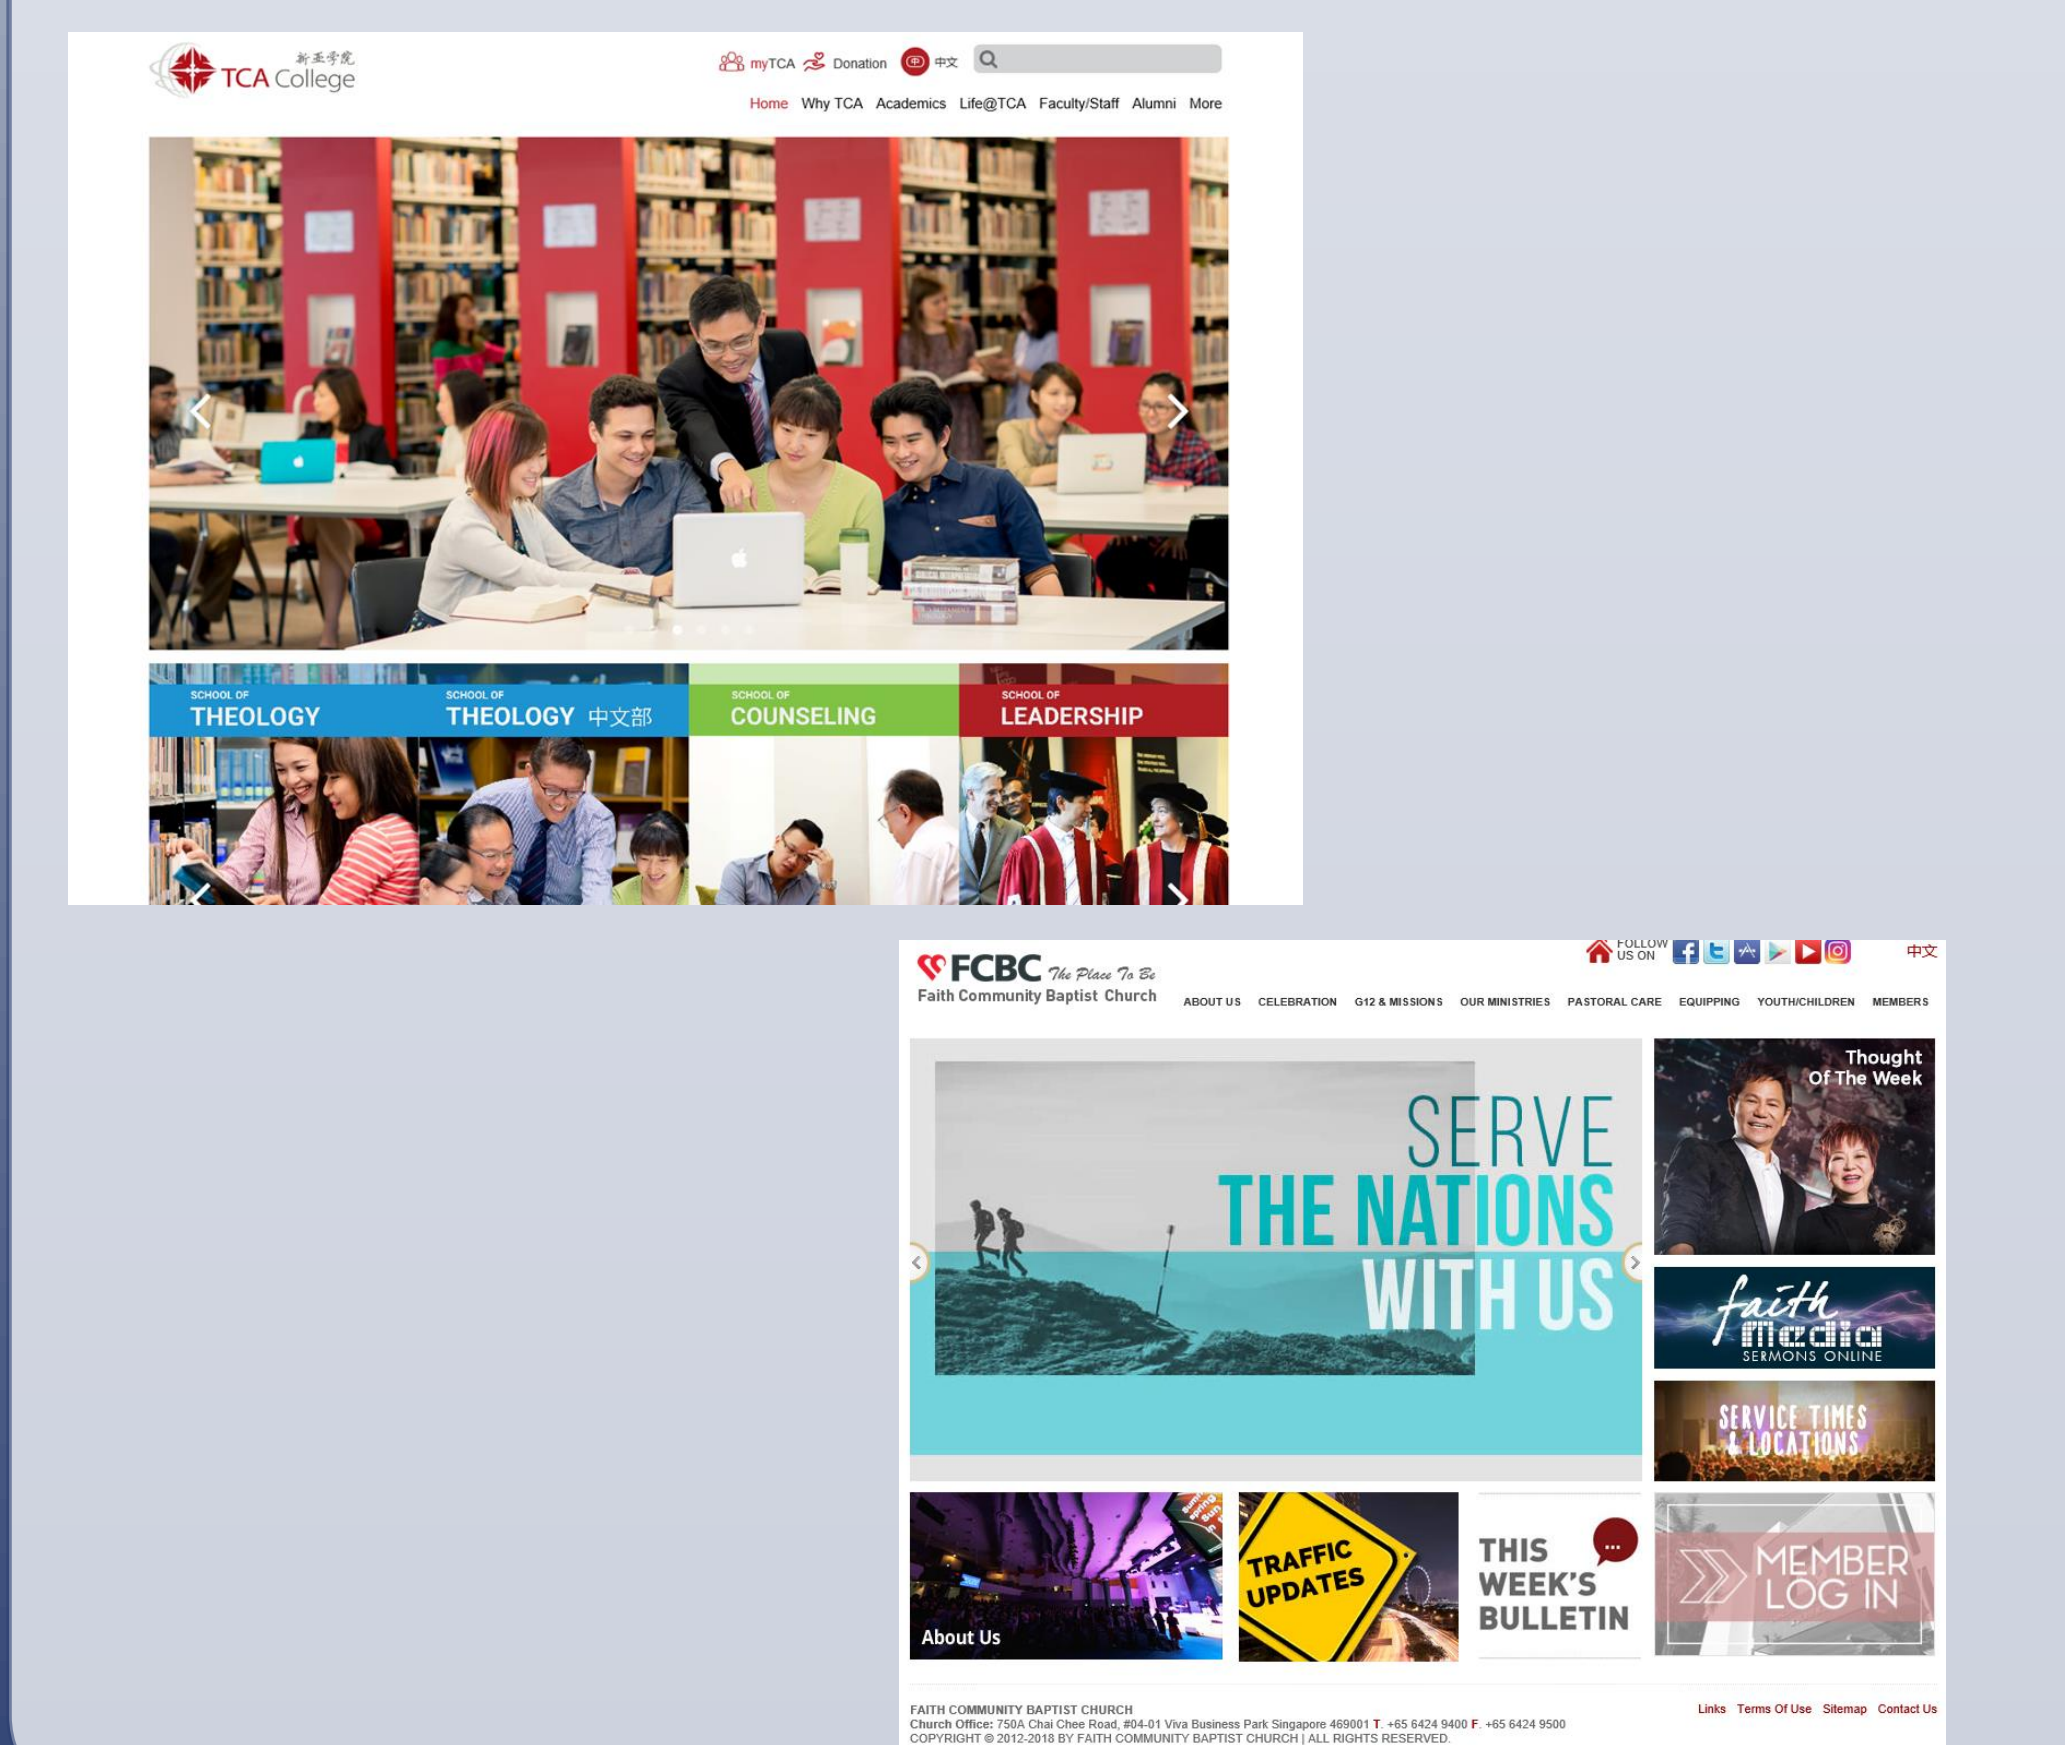 新亚学院
TCA College
myTCA Donation 中 中文
Home Why TCA Academics Life@TCA Faculty/Staff Alumni More
SCHOOL OF
THEOLOGY
SCHOOL OF
THEOLOGY 中文部
SCHOOL OF
COUNSELING
SCHOOL OF
LEADERSHIP
FCBC The Place To Be
Faith Community Baptist Church
FOLLOW
US ON
中文
ABOUT US CELEBRATION G12 & MISSIONS OUR MINISTRIES PASTORAL CARE EQUIPPING YOUTH/CHILDREN MEMBERS
SERVE
THE NATIONS
WITH US
Thought
Of The Week
faith
media
SERMONS ONLINE
SERVICE TIMES
& LOCATIONS
About Us
TRAFFIC
UPDATES
THIS
WEEK'S
BULLETIN
MEMBER
LOG IN
FAITH COMMUNITY BAPTIST CHURCH
Church Office: 750A Chai Chee Road, #04-01 Viva Business Park Singapore 469001 T. +65 6424 9400 F. +65 6424 9500
COPYRIGHT © 2012-2018 BY FAITH COMMUNITY BAPTIST CHURCH | ALL RIGHTS RESERVED.
Links Terms Of Use Sitemap Contact Us